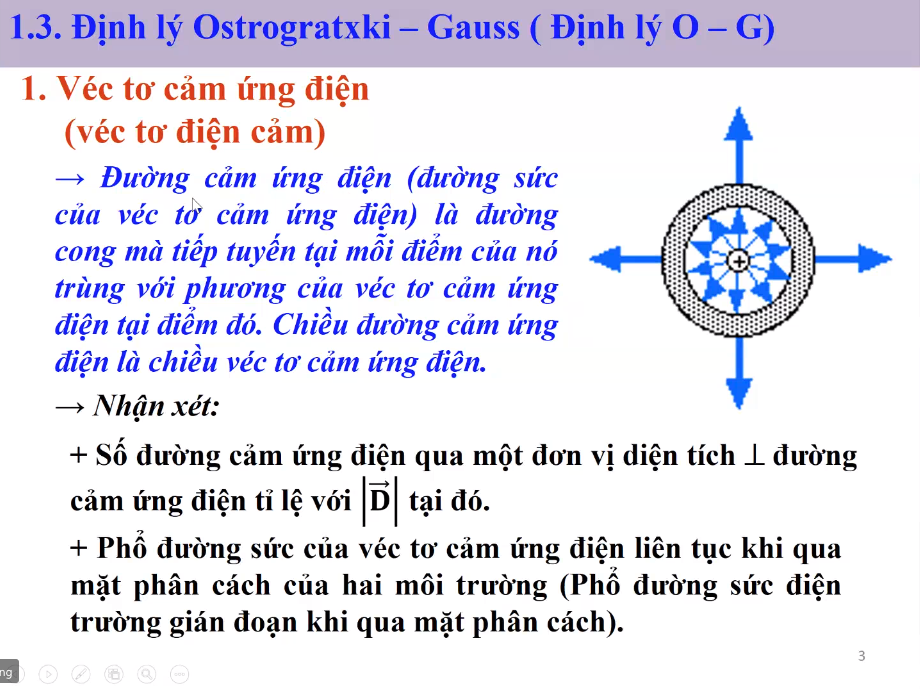 1.3. Định lý Ostrogratxki – Gauss ( Định lý O – G)
1. Véc tơ cảm ứng điện
(véc tơ điện cảm)
→ Đường cảm ứng điện (đường sức
của véc tơ cảm ứng điện) là đường
cong mà tiếp tuyến tại mỗi điểm của nó
trùng với phương của véc tơ cảm ứng
điện tại điểm đó. Chiều đường cảm ứng
điện là chiều véc tơ cảm ứng điện.
+
→ Nhận xét:
+ Số đường cảm ứng điện qua một đơn vị diện tích ⊥ đường
cảm ứng điện tỉ lệ với |D⃗| tại đó.
+ Phổ đường sức của véc tơ cảm ứng điện liên tục khi qua
mặt phân cách của hai môi trường (Phổ đường sức điện
trường gián đoạn khi qua mặt phân cách).
3
ng